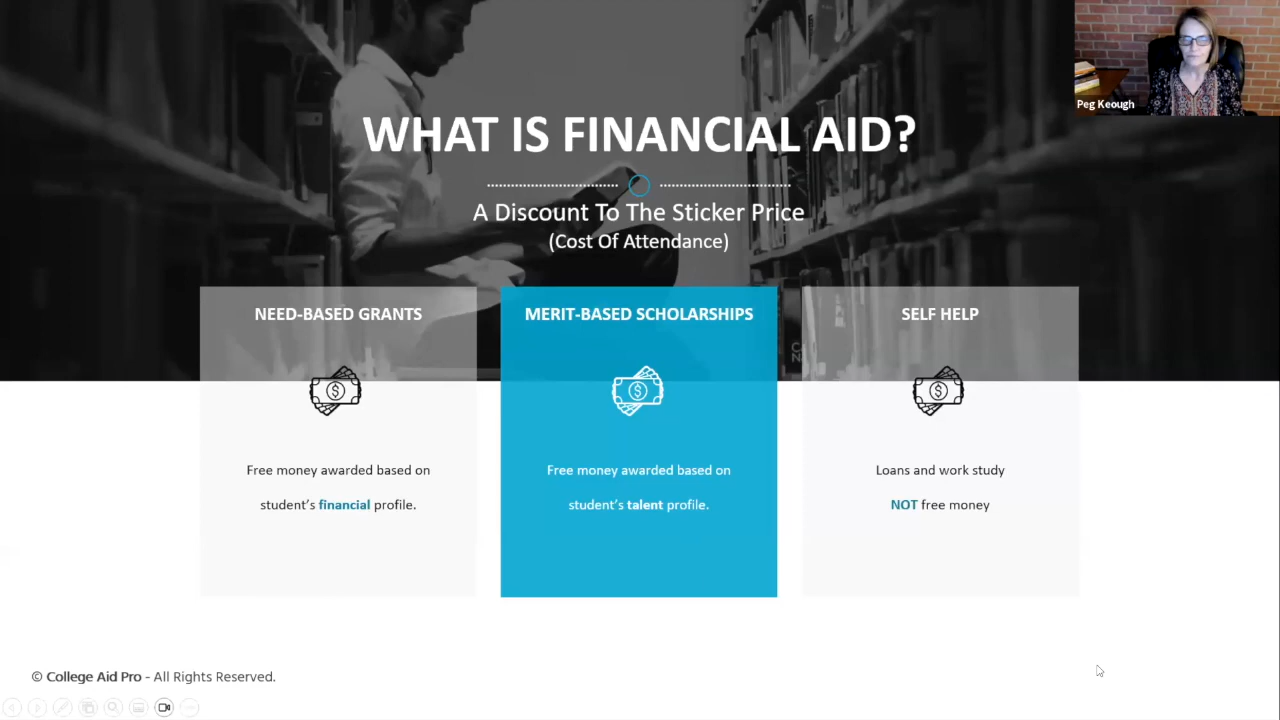 Peg Keough
WHAT IS FINANCIAL AID?
A Discount To The Sticker Price
(Cost Of Attendance)
NEED-BASED GRANTS
Free money awarded based on
student's financial profile.
MERIT-BASED SCHOLARSHIPS
Free money awarded based on
student's talent profile.
SELF HELP
Loans and work study
NOT free money
© College Aid Pro - All Rights Reserved.